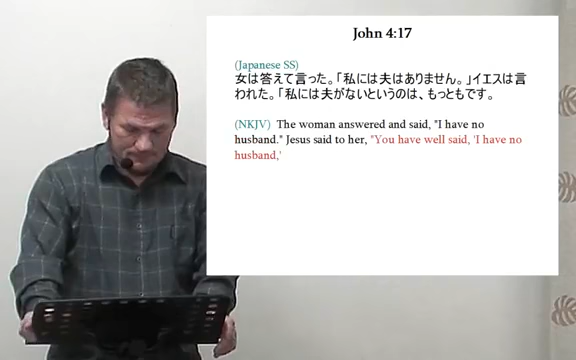 John 4:17
(Japanese SS)
女は答えて言った。「私には夫はありません。」イエスは言
われた。「私には夫がないというのは、もっともです。
(NKJV) The woman answered and said, "I have no
husband." Jesus said to her, "You have well said, 'I have no
husband,'